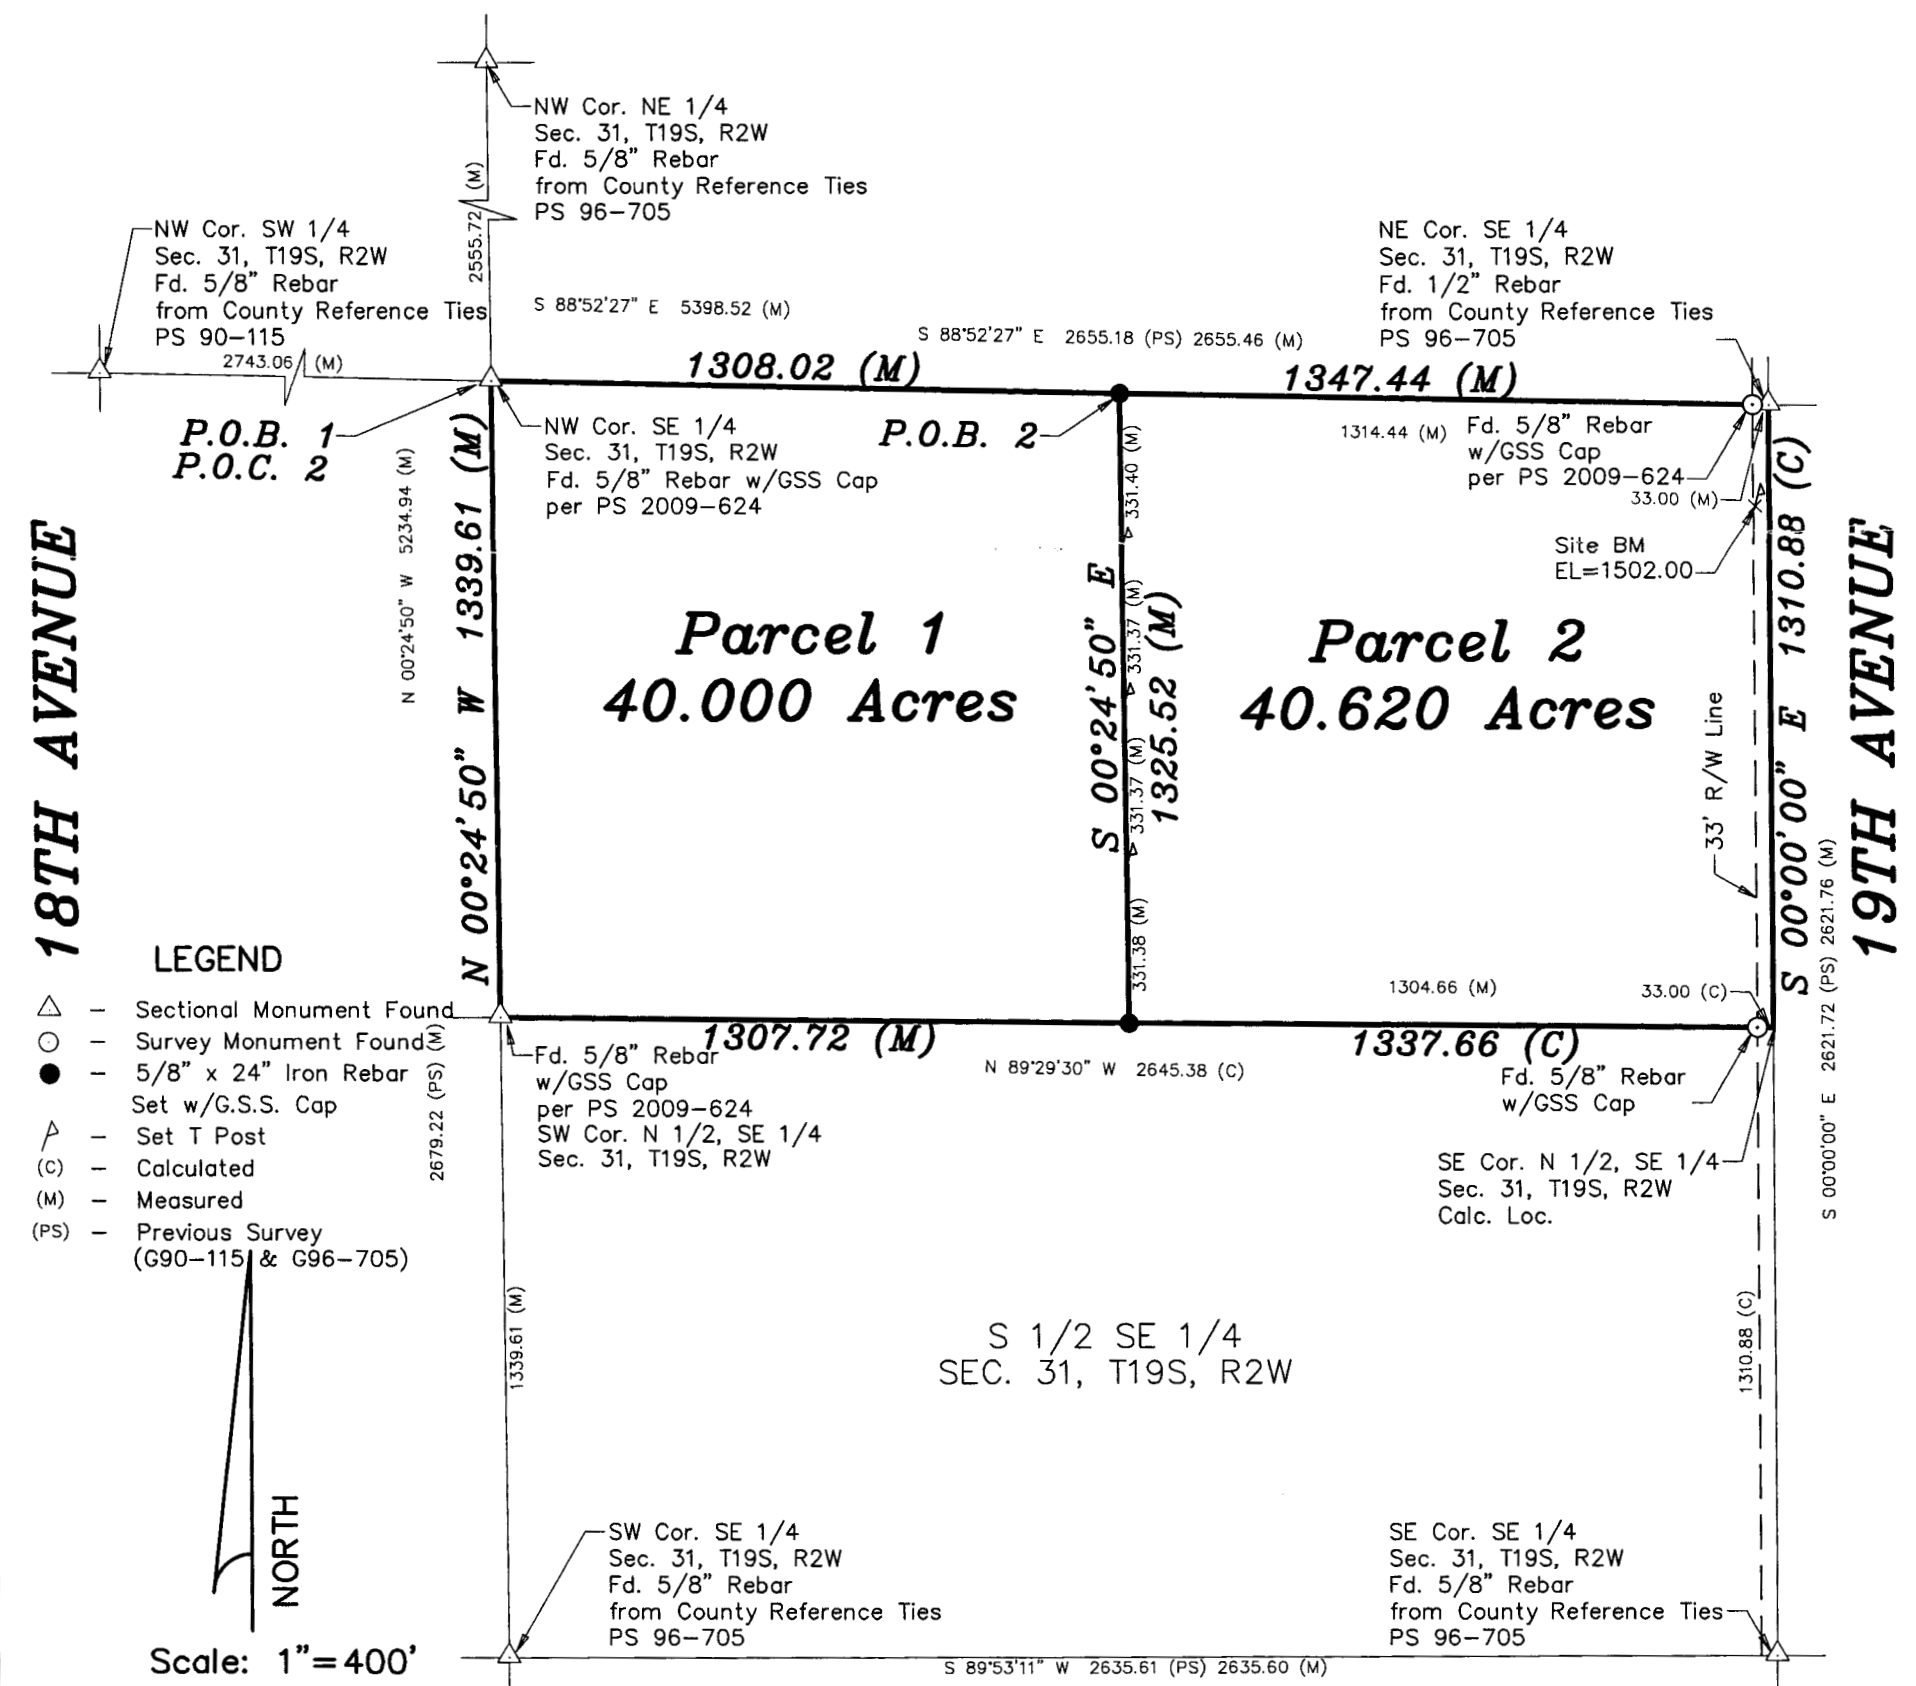 NW Cor. NE 1/4
Sec. 31, T19S, R2W
Fd. 5/8" Rebar
from County Reference Ties
PS 96-705
2555.72 (M)
NW Cor. SW 1/4
Sec. 31, T19S, R2W
Fd. 5/8" Rebar
from County Reference Ties
PS 90-115
2743.06 (M)
S 88°52'27" E 5398.52 (M)
S 88°52'27" E 2655.18 (PS) 2655.46 (M)
NE Cor. SE 1/4
Sec. 31, T19S, R2W
Fd. 1/2" Rebar
from County Reference Ties
PS 96-705
1308.02 (M)
1347.44 (M)
P.O.B. 1
P.O.C. 2
NW Cor. SE 1/4
Sec. 31, T19S, R2W
Fd. 5/8" Rebar w/GSS Cap
per PS 2009-624
P.O.B. 2
1314.44 (M)
Fd. 5/8" Rebar
w/GSS Cap
per PS 2009-624
33.00 (M)
Site BM
EL=1502.00
18TH AVENUE
N 00°24'50" W 5234.94 (M)
N 00°24'50" W 1339.61 (M)
Parcel 1
40.000 Acres
S 00°24'50" E
1325.52 (M)
331.40 (M)
331.37 (M)
331.37 (M)
331.38 (M)
Parcel 2
40.620 Acres
33' R/W Line
S 00°00'00" E 1310.88 (C)
S 00°00'00" E 2621.72 (PS) 2621.76 (M)
19TH AVENUE
1304.66 (M)
33.00 (C)
1307.72 (M)
1337.66 (C)
N 89°29'30" W 2645.38 (C)
Fd. 5/8" Rebar
w/GSS Cap
per PS 2009-624
SW Cor. N 1/2, SE 1/4
Sec. 31, T19S, R2W
Fd. 5/8" Rebar
w/GSS Cap
SE Cor. N 1/2, SE 1/4
Sec. 31, T19S, R2W
Calc. Loc.
LEGEND
- Sectional Monument Found
- Survey Monument Found
- 5/8" x 24" Iron Rebar
Set w/G.S.S. Cap
- Set T Post
(C) - Calculated
(M) - Measured
(PS) - Previous Survey
(G90-115 & G96-705)
2679.22 (PS) (M)
1339.61 (M)
1310.88 (C)
S 1/2 SE 1/4
SEC. 31, T19S, R2W
NORTH
Scale: 1"=400'
SW Cor. SE 1/4
Sec. 31, T19S, R2W
Fd. 5/8" Rebar
from County Reference Ties
PS 96-705
SE Cor. SE 1/4
Sec. 31, T19S, R2W
Fd. 5/8" Rebar
from County Reference Ties
PS 96-705
S 89°53'11" W 2635.61 (PS) 2635.60 (M)